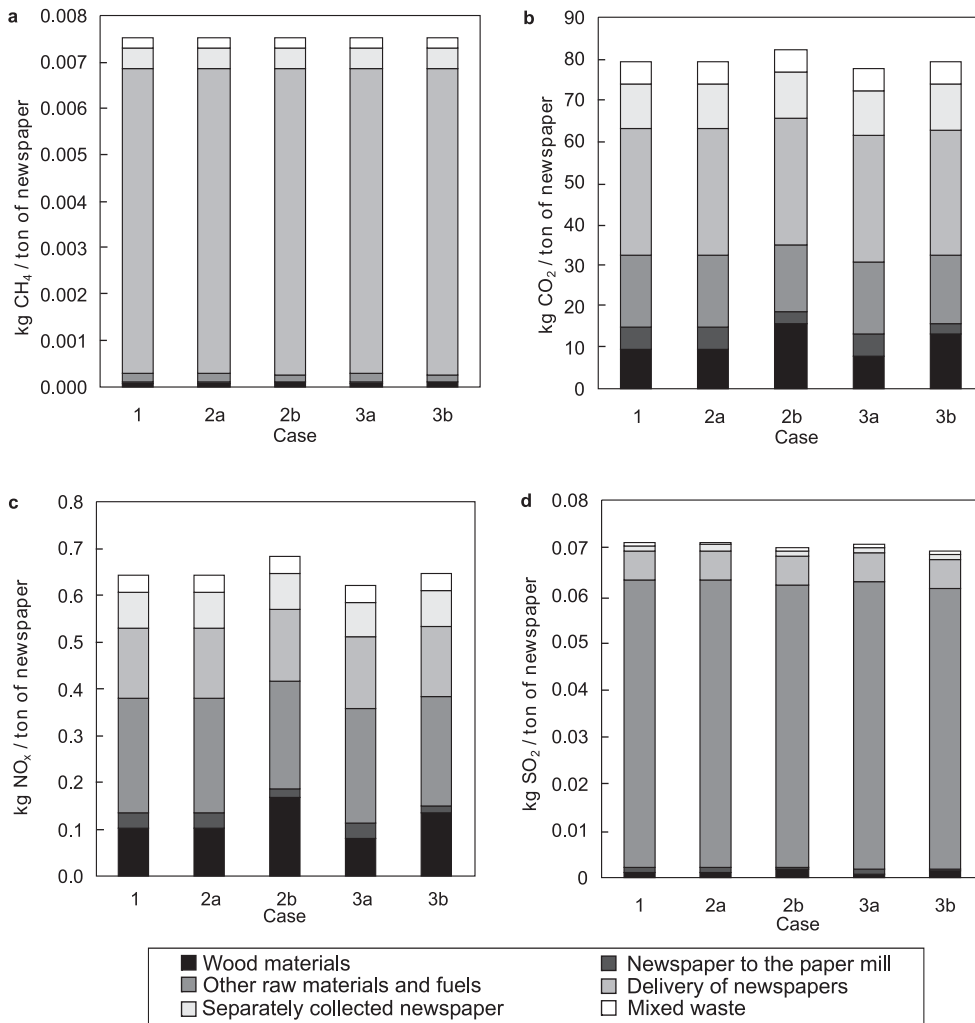 a
kg CH4 / ton of newspaper
0.008
0.007
0.006
0.005
0.004
0.003
0.002
0.001
0.000
1 2a 2b 3a 3b
Case
b
kg CO2 / ton of newspaper
90
80
70
60
50
40
30
20
10
0
1 2a 2b 3a 3b
Case
c
kg NOx / ton of newspaper
0.8
0.7
0.6
0.5
0.4
0.3
0.2
0.1
0.0
1 2a 2b 3a 3b
Case
d
kg SO2 / ton of newspaper
0.08
0.07
0.06
0.05
0.04
0.03
0.02
0.01
0
1 2a 2b 3a 3b
Case
Wood materials
Other raw materials and fuels
Separately collected newspaper
Newspaper to the paper mill
Delivery of newspapers
Mixed waste